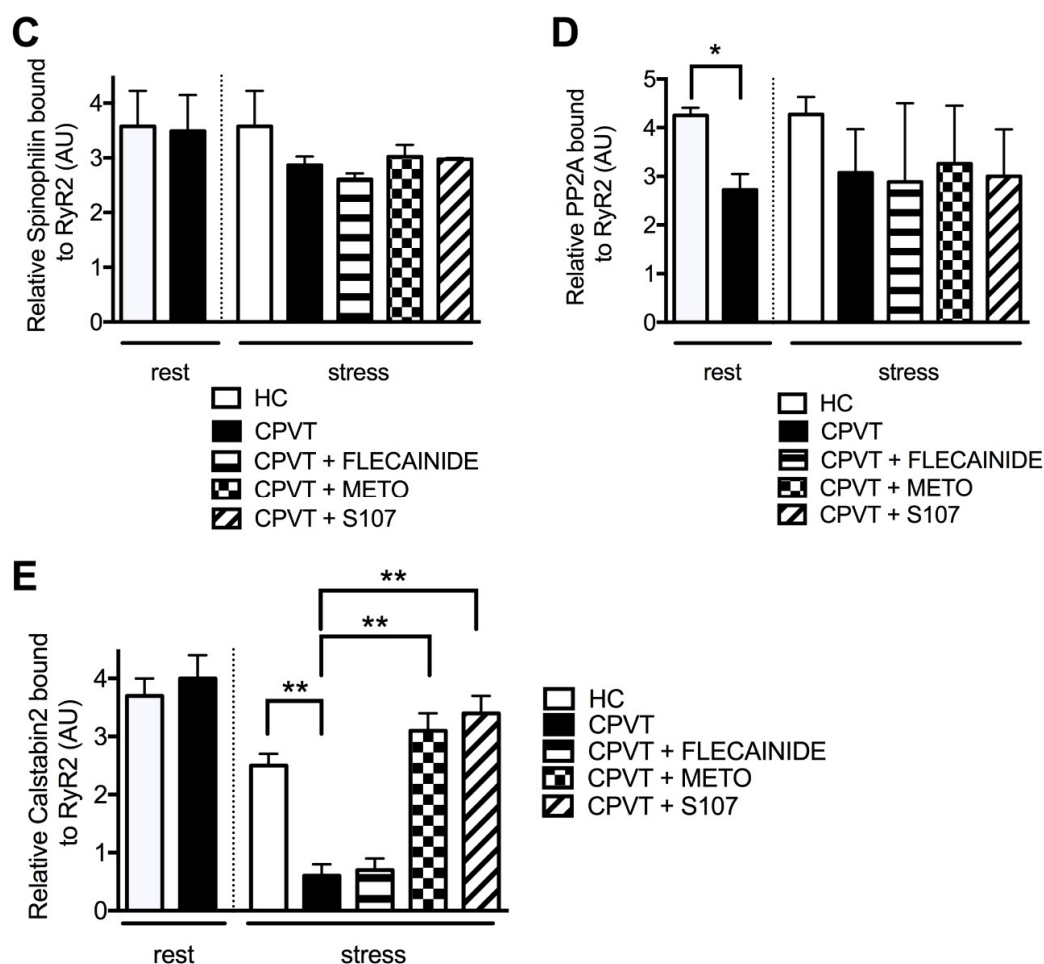 C
Relative Spinophilin bound
to RyR2 (AU)
4
3
2
1
0
rest
stress
HC
CPVT
CPVT + FLECAINIDE
CPVT + METO
CPVT + S107
D
Relative PP2A bound
to RyR2 (AU)
5
4
3
2
1
0
*
rest
stress
HC
CPVT
CPVT + FLECAINIDE
CPVT + METO
CPVT + S107
E
Relative Calstabin2 bound
to RyR2 (AU)
4
3
2
1
0
**
**
**
rest
stress
HC
CPVT
CPVT + FLECAINIDE
CPVT + METO
CPVT + S107